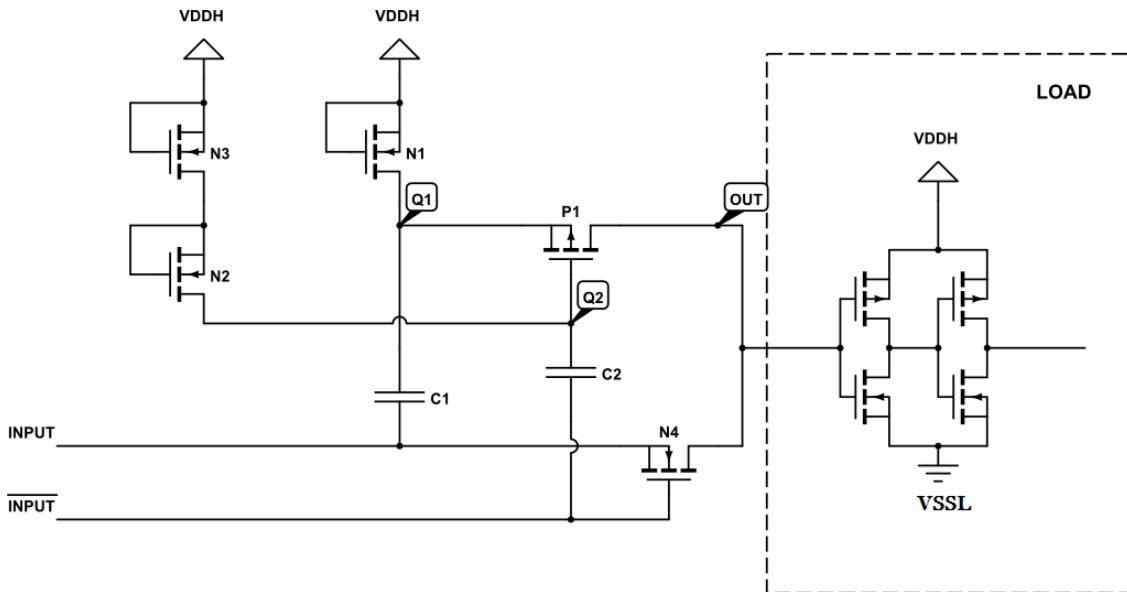 VDDH
VDDH
LOAD
VDDH
N3
N1
Q1
P1
OUT
N2
Q2
C2
C1
INPUT
N4
INPUT
VSSL